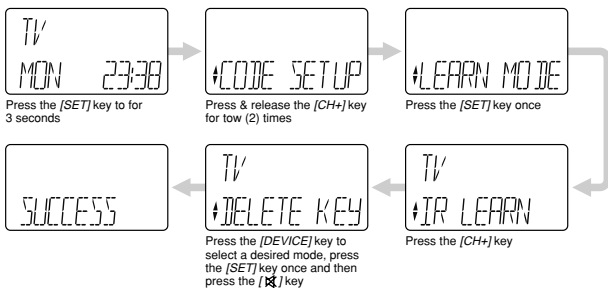 TV
MON 23:38
Press the [SET] key to for
3 seconds
CODE SETUP
Press & release the [CH+] key
for tow (2) times
LEARN MODE
Press the [SET] key once
TV
IR LEARN
Press the [CH+] key
TV
DELETE KEY
Press the [DEVICE] key to
select a desired mode, press
the [SET] key once and then
press the [ ] key
SUCCESS